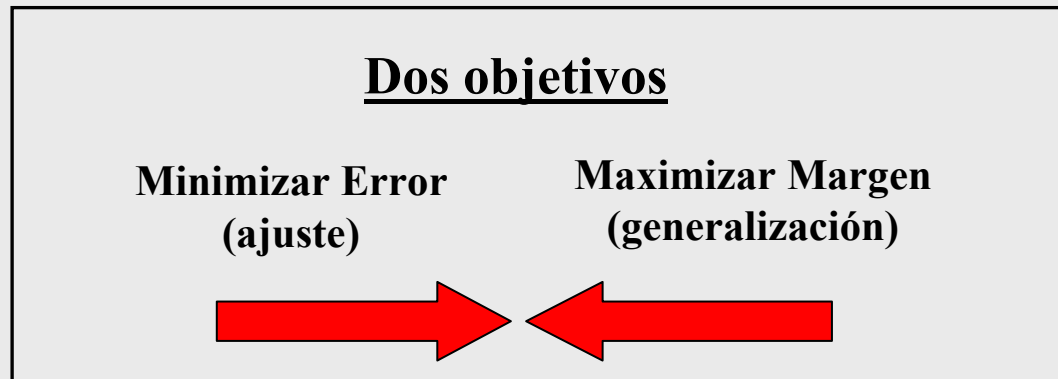 Dos objetivos
Minimizar Error
(ajuste)
Maximizar Margen
(generalización)